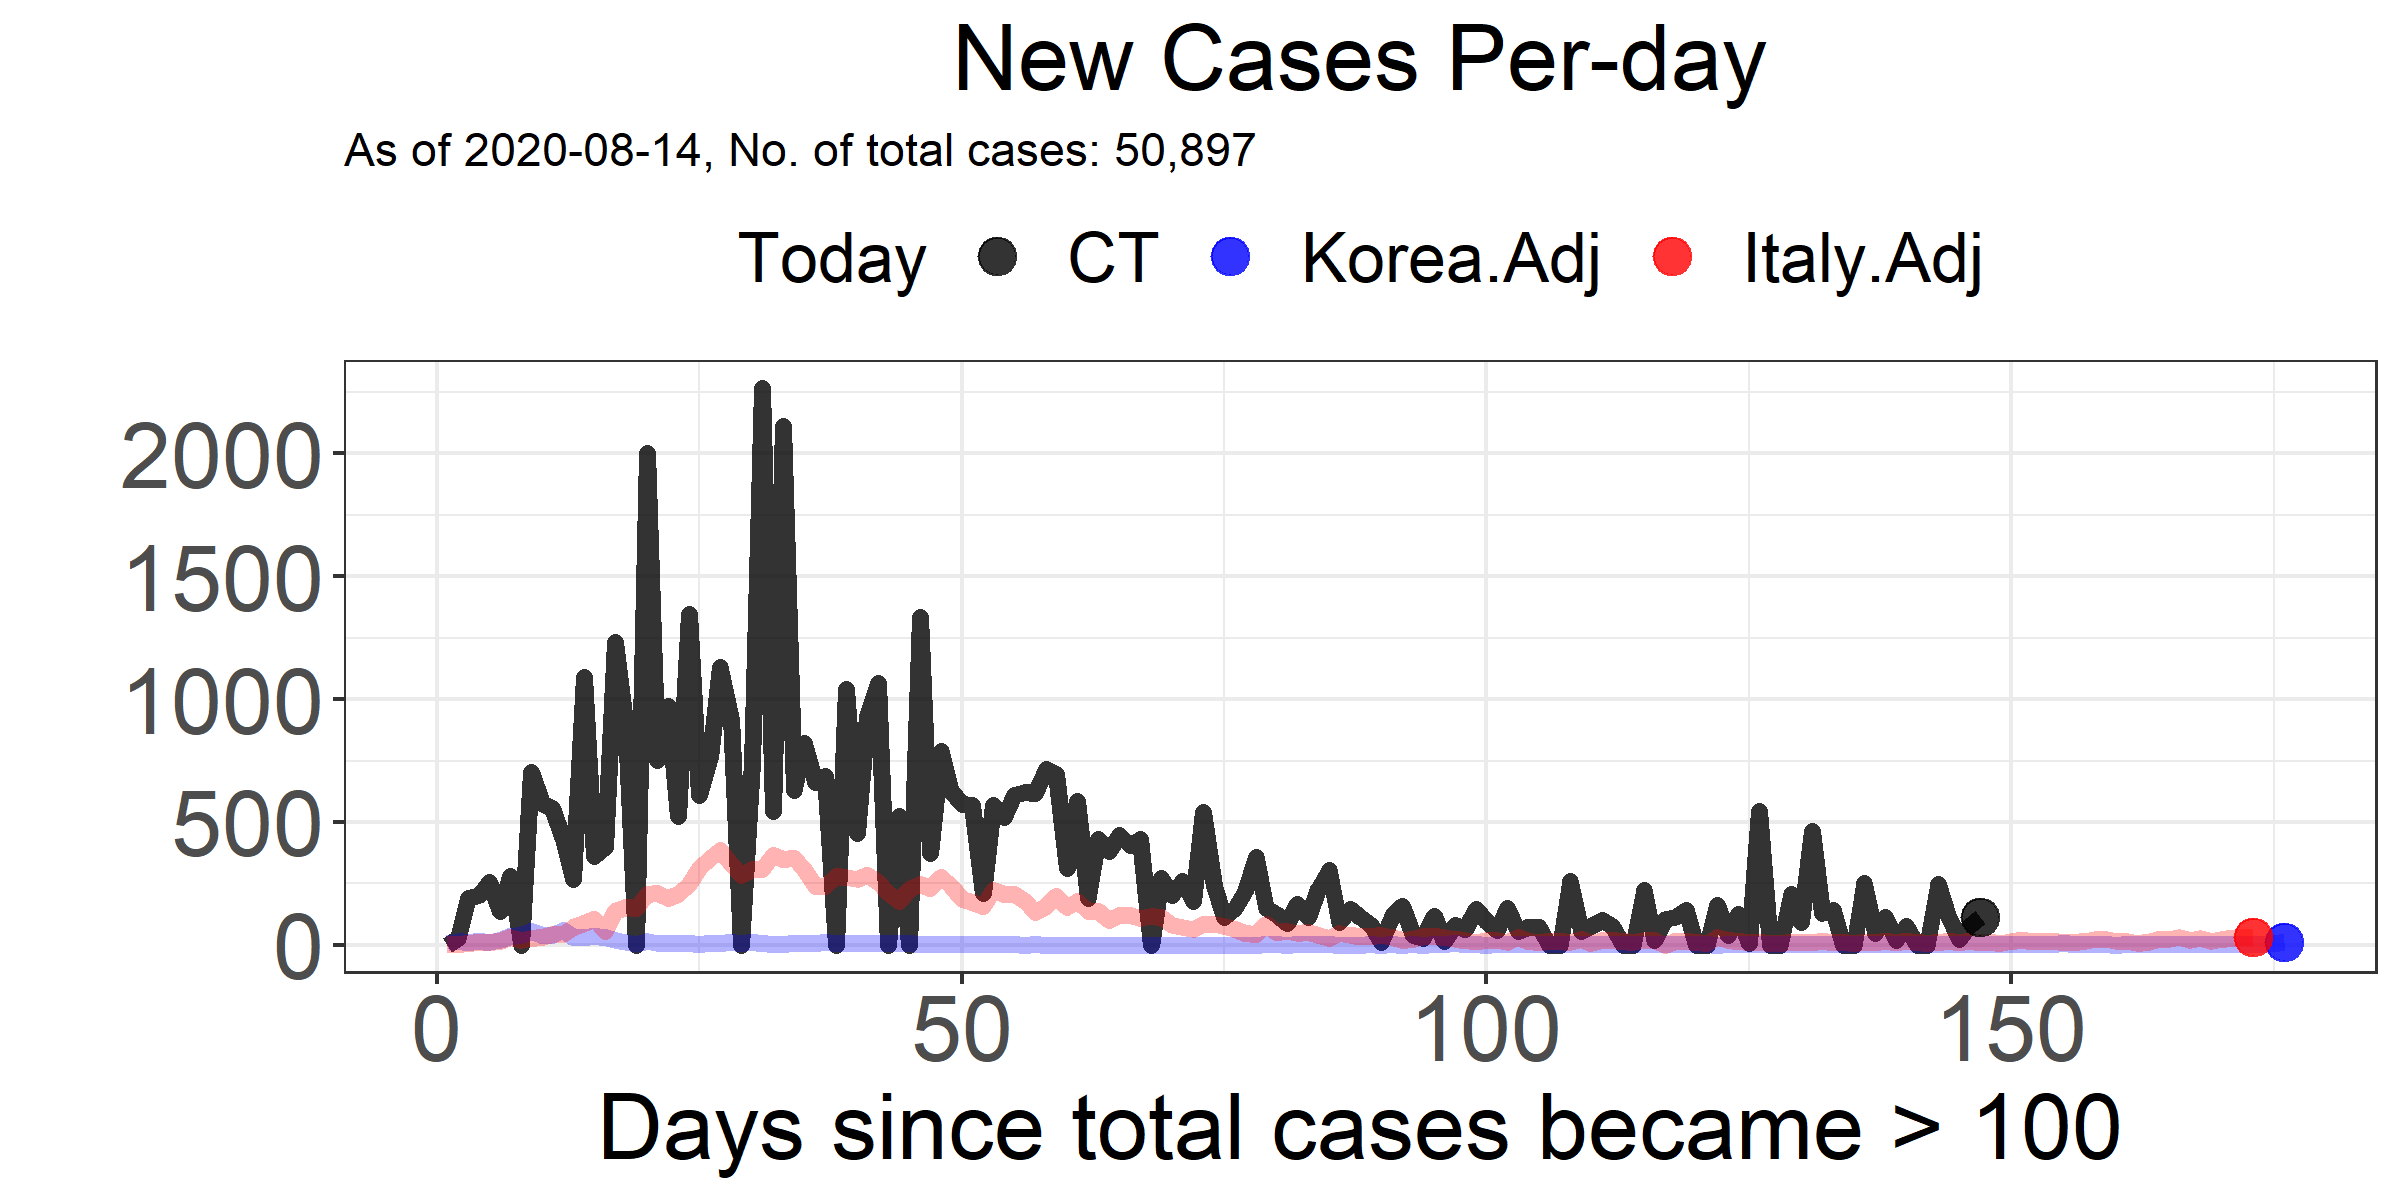 New Cases Per-day
As of 2020-08-14, No. of total cases: 50,897
Today CT Korea.Adj Italy.Adj
2000
1500
1000
500
0
0 50 100 150
Days since total cases became > 100